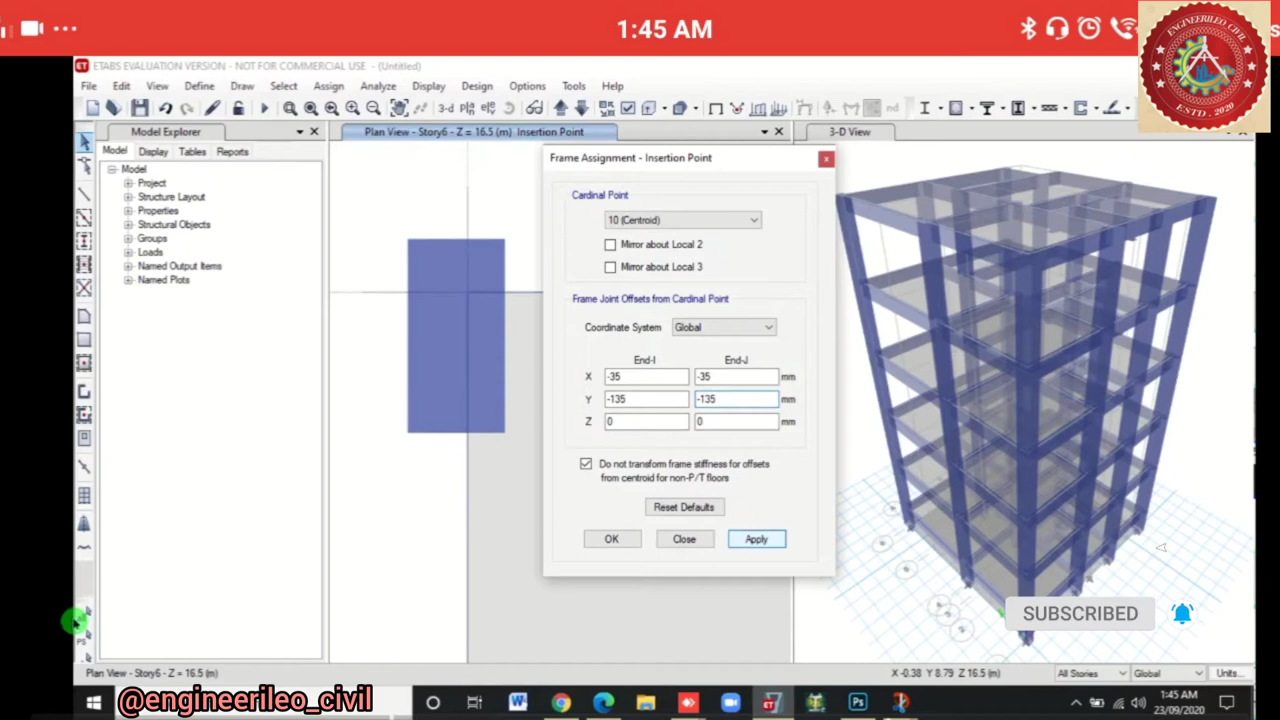 1:45 AM
ENGINEERILEO CIVIL
ESTD. 2020
ETABS EVALUATION VERSION - NOT FOR COMMERCIAL USE - (Untitled)
File Edit View Define Draw Select Assign Analyze Display Design Options Tools Help
3-d
Model Explorer
Plan View - Story6 - Z = 16.5 (m) Insertion Point
3-D View
Model Display Tables Reports
Model
Project
Structure Layout
Properties
Structural Objects
Groups
Loads
Named Output Items
Named Plots
Frame Assignment - Insertion Point
Cardinal Point
10 (Centroid)
Mirror about Local 2
Mirror about Local 3
Frame Joint Offsets from Cardinal Point
Coordinate System Global
End-I End-J
X -35 -35 mm
Y -135 -135 mm
Z 0 0 mm
Do not transform frame stiffness for offsets
from centroid for non-P/T floors
Reset Defaults
OK Close Apply
SUBSCRIBED
Plan View - Story6 - Z = 16.5 (m)
X -0.38 Y 8.79 Z 16.5 (m)
All Stories
Global
Units...
@engineerileo_civil
1:45 AM
23/09/2020